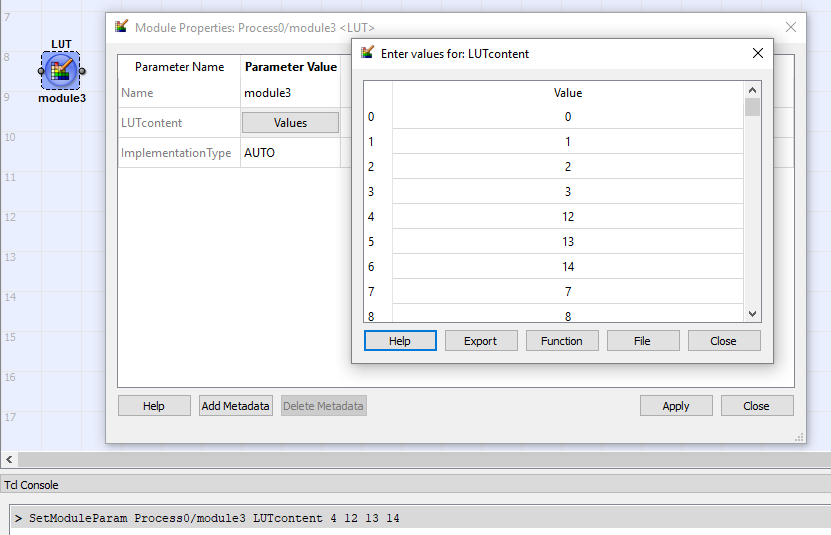 7
8
9
10
11
12
13
14
15
16
17
LUT
module3
Module Properties: Process0/module3 <LUT>
Parameter Name Parameter Value
Name module3
LUTcontent Values
ImplementationType AUTO
Help Add Metadata Delete Metadata Apply Close
Enter values for: LUTcontent
Value
0 0
1 1
2 2
3 3
4 12
5 13
6 14
7 7
8 8
Help Export Function File Close
Tcl Console
> SetModuleParam Process0/module3 LUTcontent 4 12 13 14